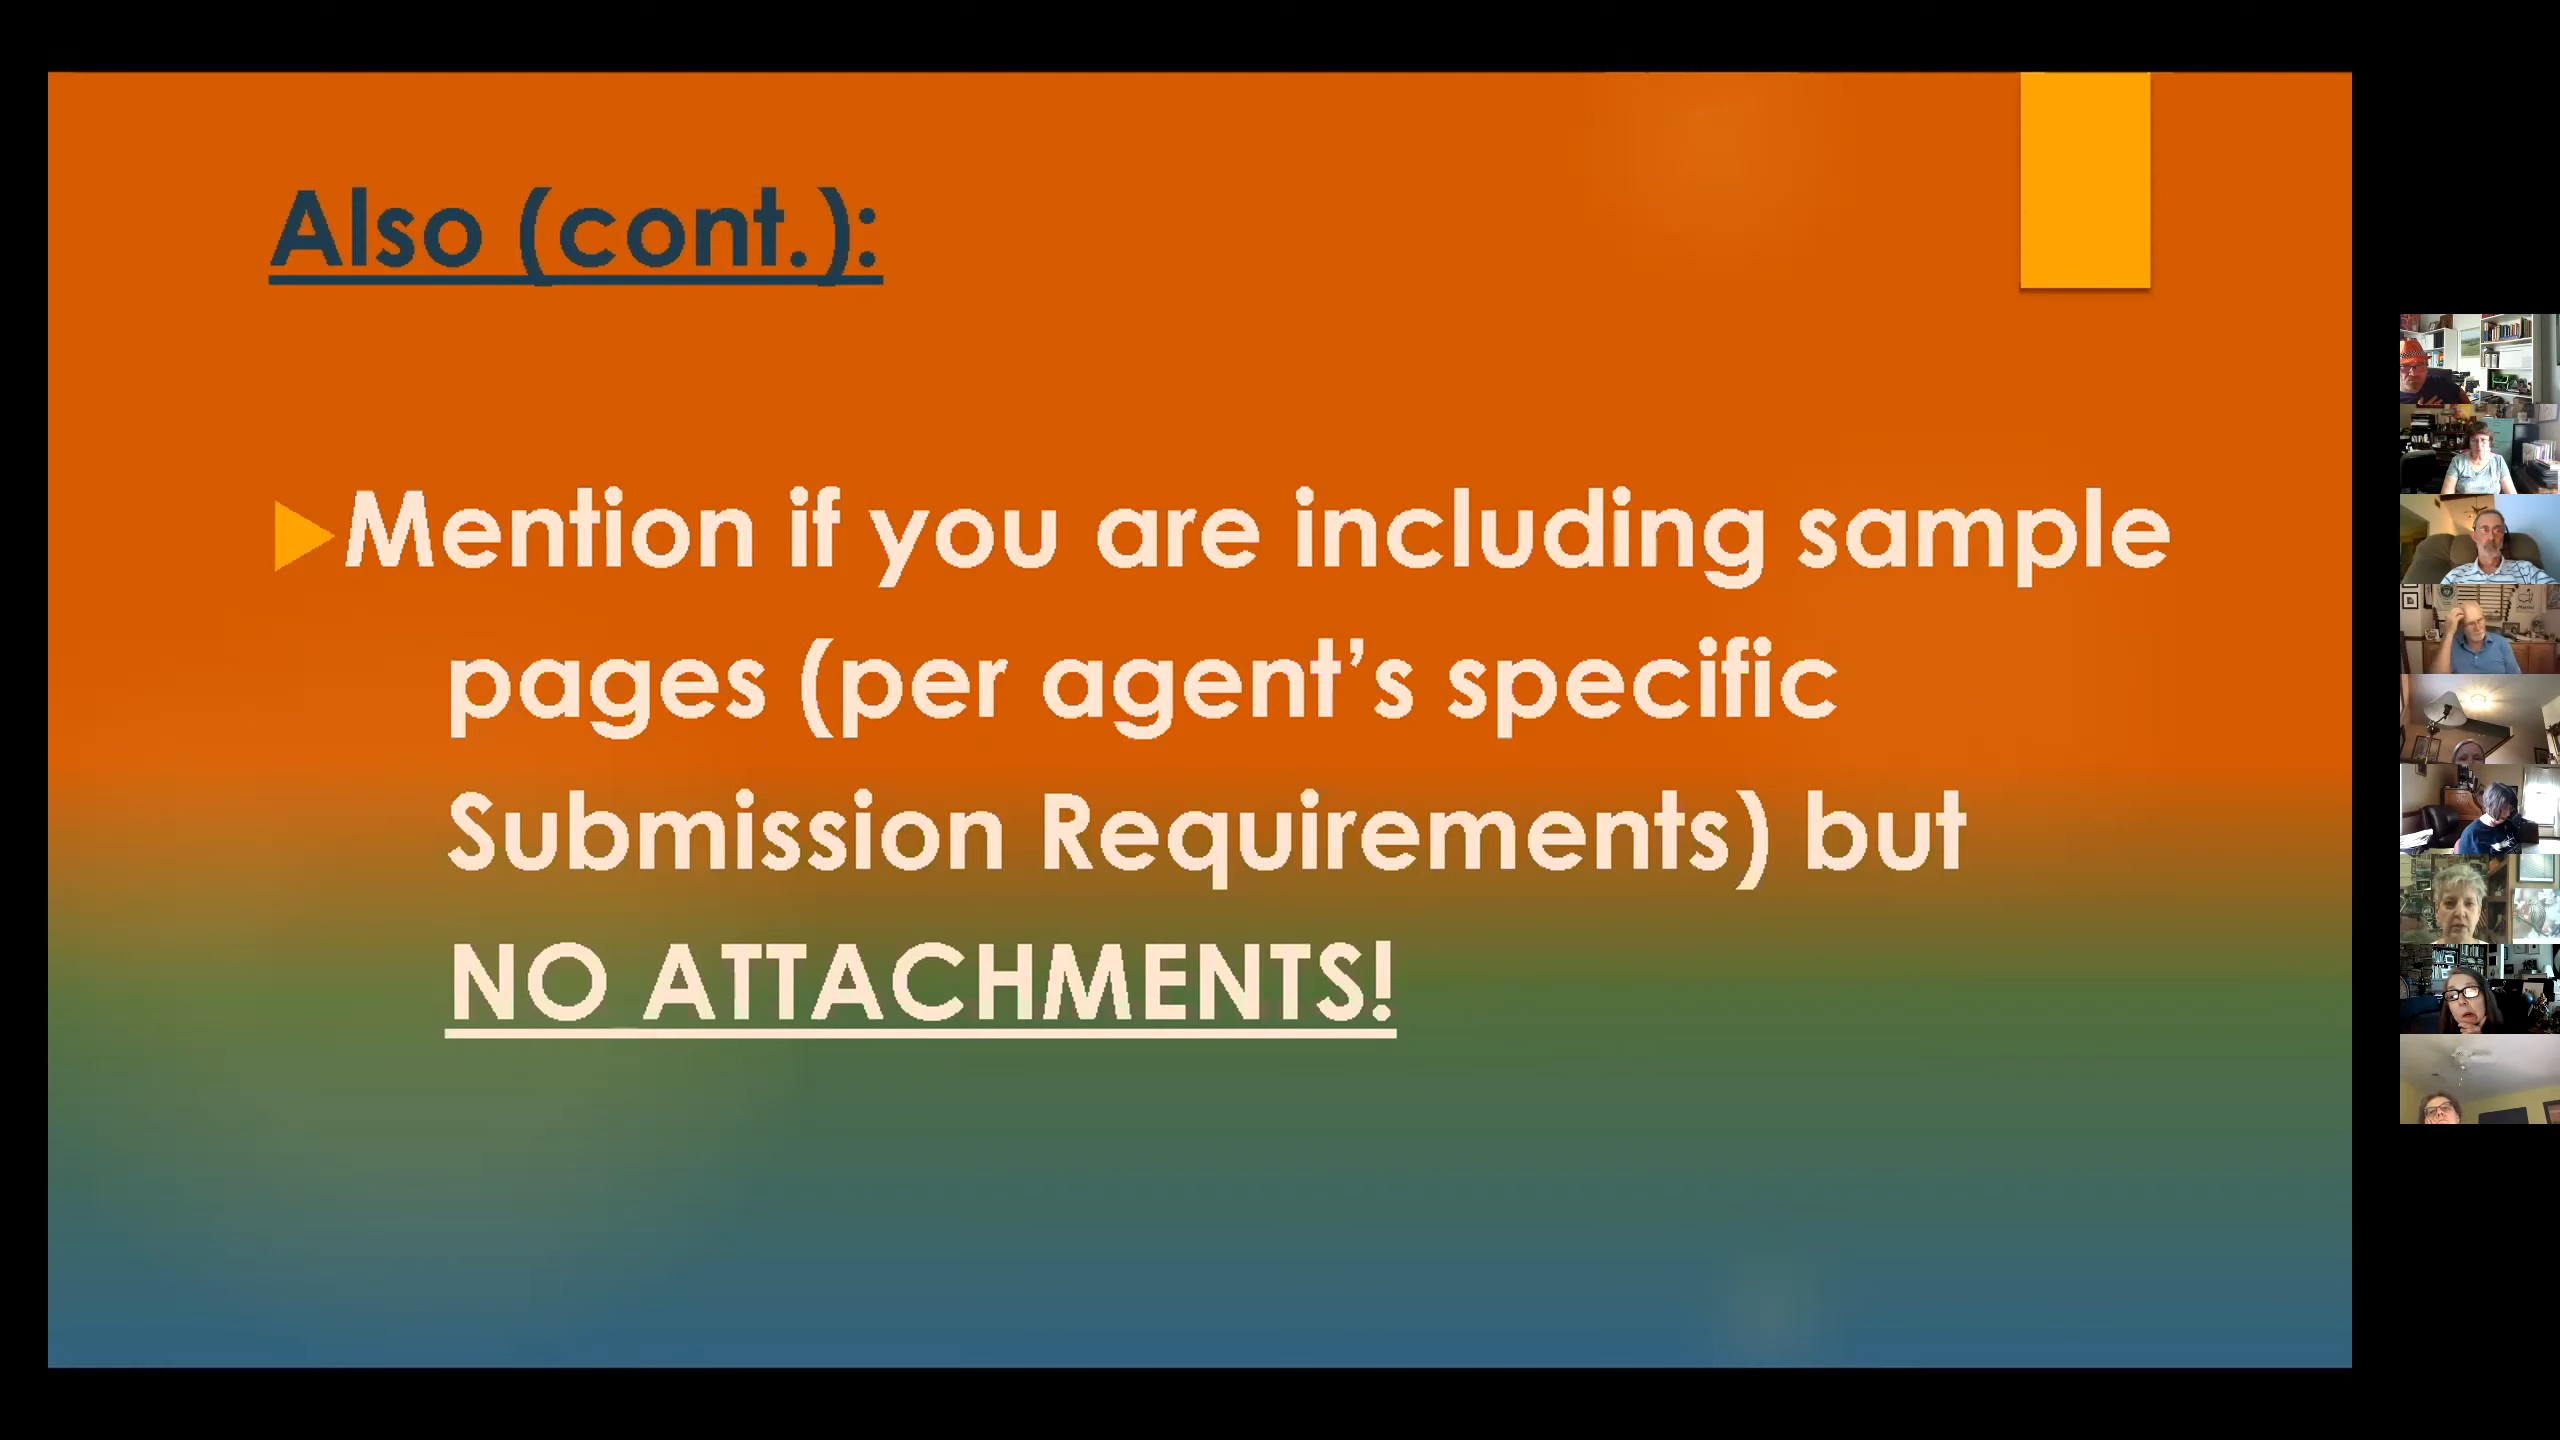 Also (cont.):
Mention if you are including sample
pages (per agent’s specific
Submission Requirements) but
NO ATTACHMENTS!